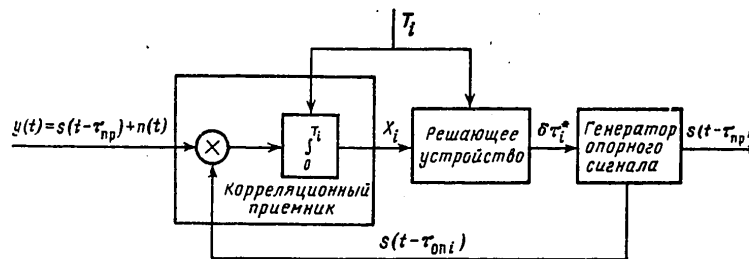 T_i
y(t)=s(t-τ_пр)+n(t)
×
T_i
∫
0
Корреляционный
приемник
X_i
Решающее
устройство
δτ_i^*
Генератор
опорного
сигнала
s(t-τ_пр)
s(t-τ_оп i)